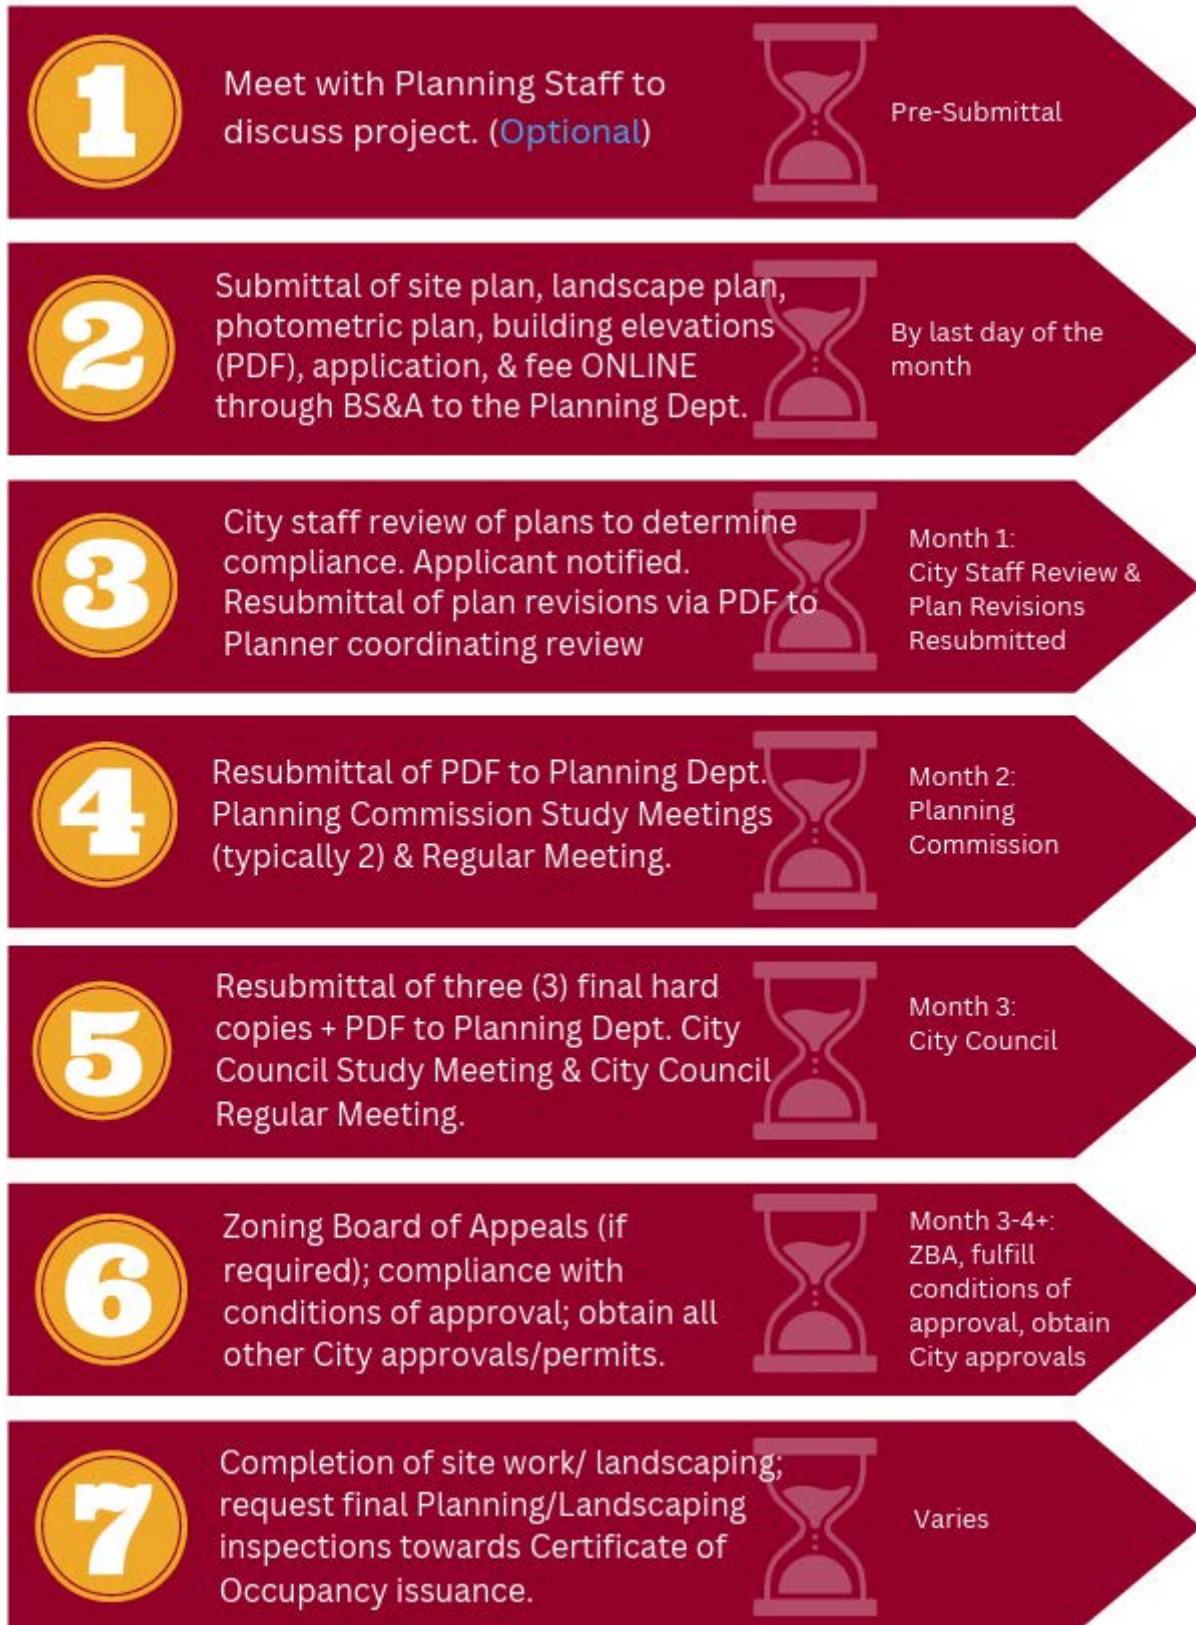 1
Meet with Planning Staff to
discuss project. (Optional)
Pre-Submittal
2
Submittal of site plan, landscape plan,
photometric plan, building elevations
(PDF), application, & fee ONLINE
through BS&A to the Planning Dept.
By last day of the
month
3
City staff review of plans to determine
compliance. Applicant notified.
Resubmittal of plan revisions via PDF to
Planner coordinating review
Month 1:
City Staff Review &
Plan Revisions
Resubmitted
4
Resubmittal of PDF to Planning Dept.
Planning Commission Study Meetings
(typically 2) & Regular Meeting.
Month 2:
Planning
Commission
5
Resubmittal of three (3) final hard
copies + PDF to Planning Dept. City
Council Study Meeting & City Council
Regular Meeting.
Month 3:
City Council
6
Zoning Board of Appeals (if
required); compliance with
conditions of approval; obtain all
other City approvals/permits.
Month 3-4+:
ZBA, fulfill
conditions of
approval, obtain
City approvals
7
Completion of site work/ landscaping;
request final Planning/Landscaping
inspections towards Certificate of
Occupancy issuance.
Varies